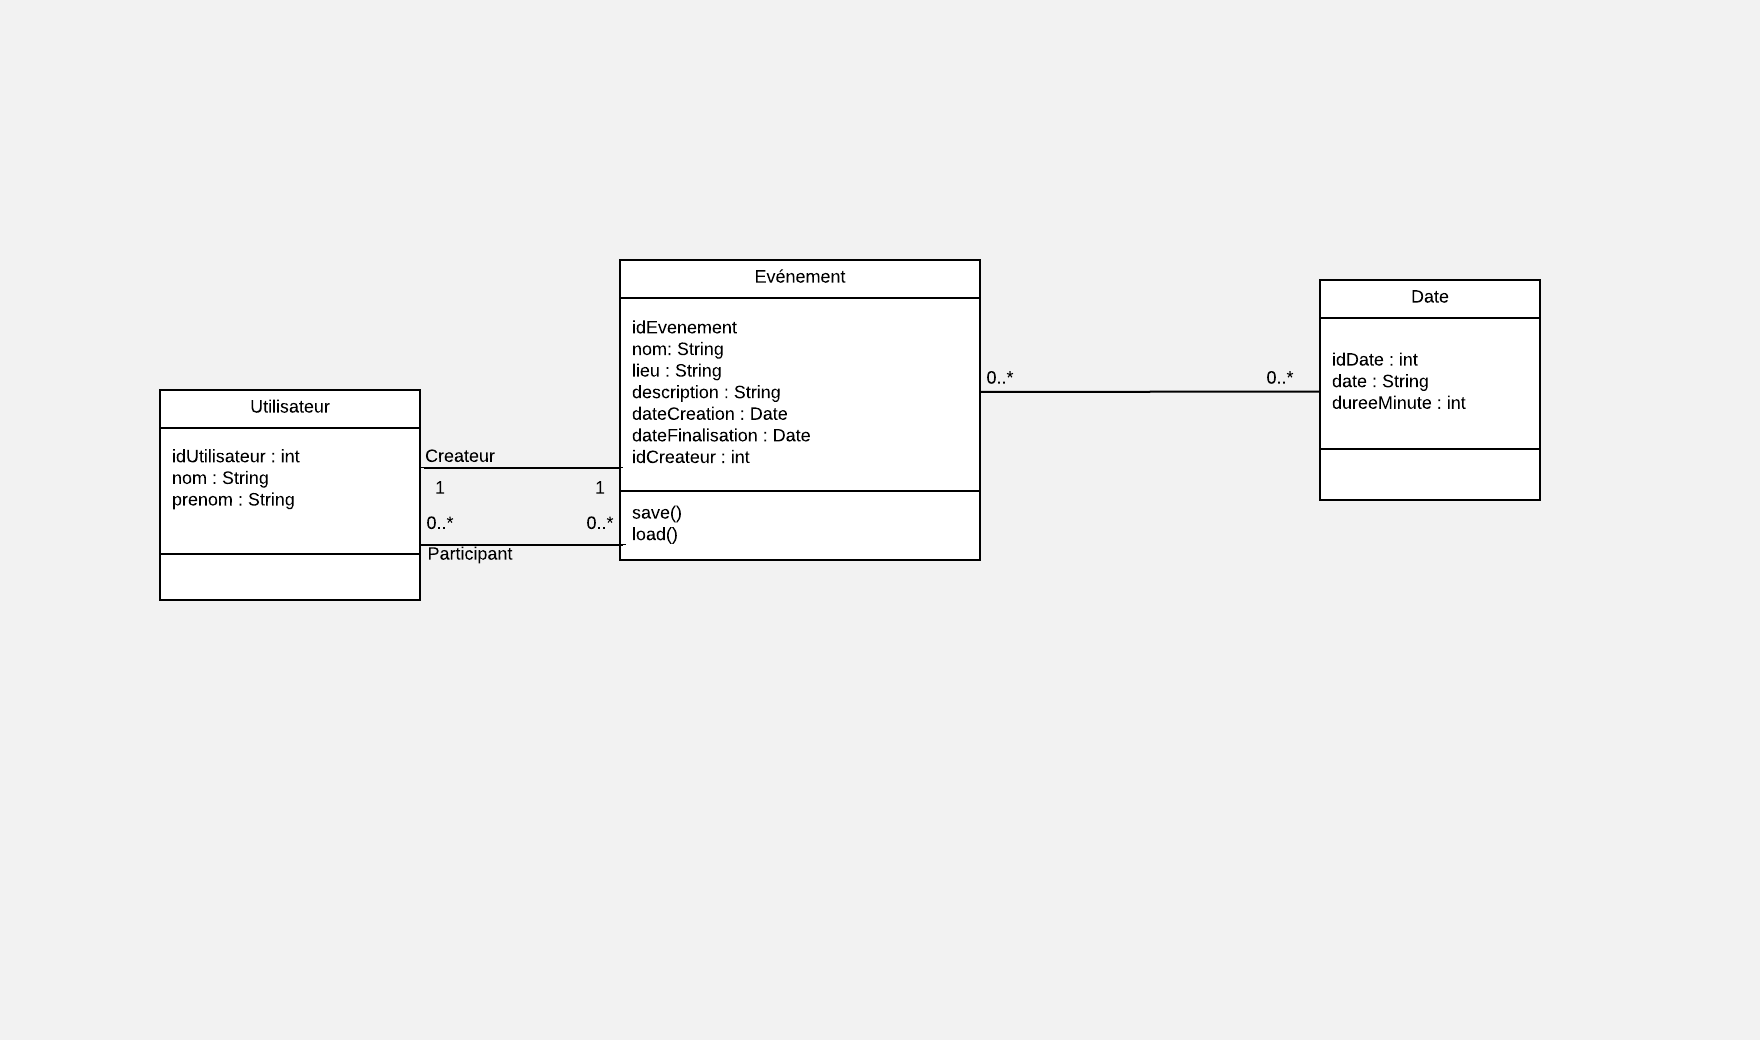 Utilisateur
idUtilisateur : int
nom : String
prenom : String
Createur
1
1
0..*
0..*
Participant
Evénement
idEvenement
nom: String
lieu : String
description : String
dateCreation : Date
dateFinalisation : Date
idCreateur : int
save()
load()
0..*
0..*
Date
idDate : int
date : String
dureeMinute : int